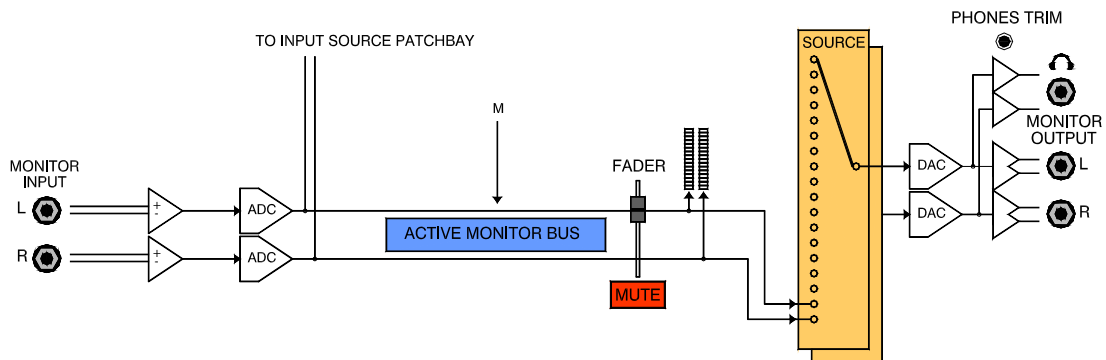 PHONES TRIM
TO INPUT SOURCE PATCHBAY
SOURCE
M
MONITOR
OUTPUT
MONITOR
INPUT
FADER
DAC
L
L
+
-
ADC
ACTIVE MONITOR BUS
DAC
R
R
+
-
ADC
MUTE